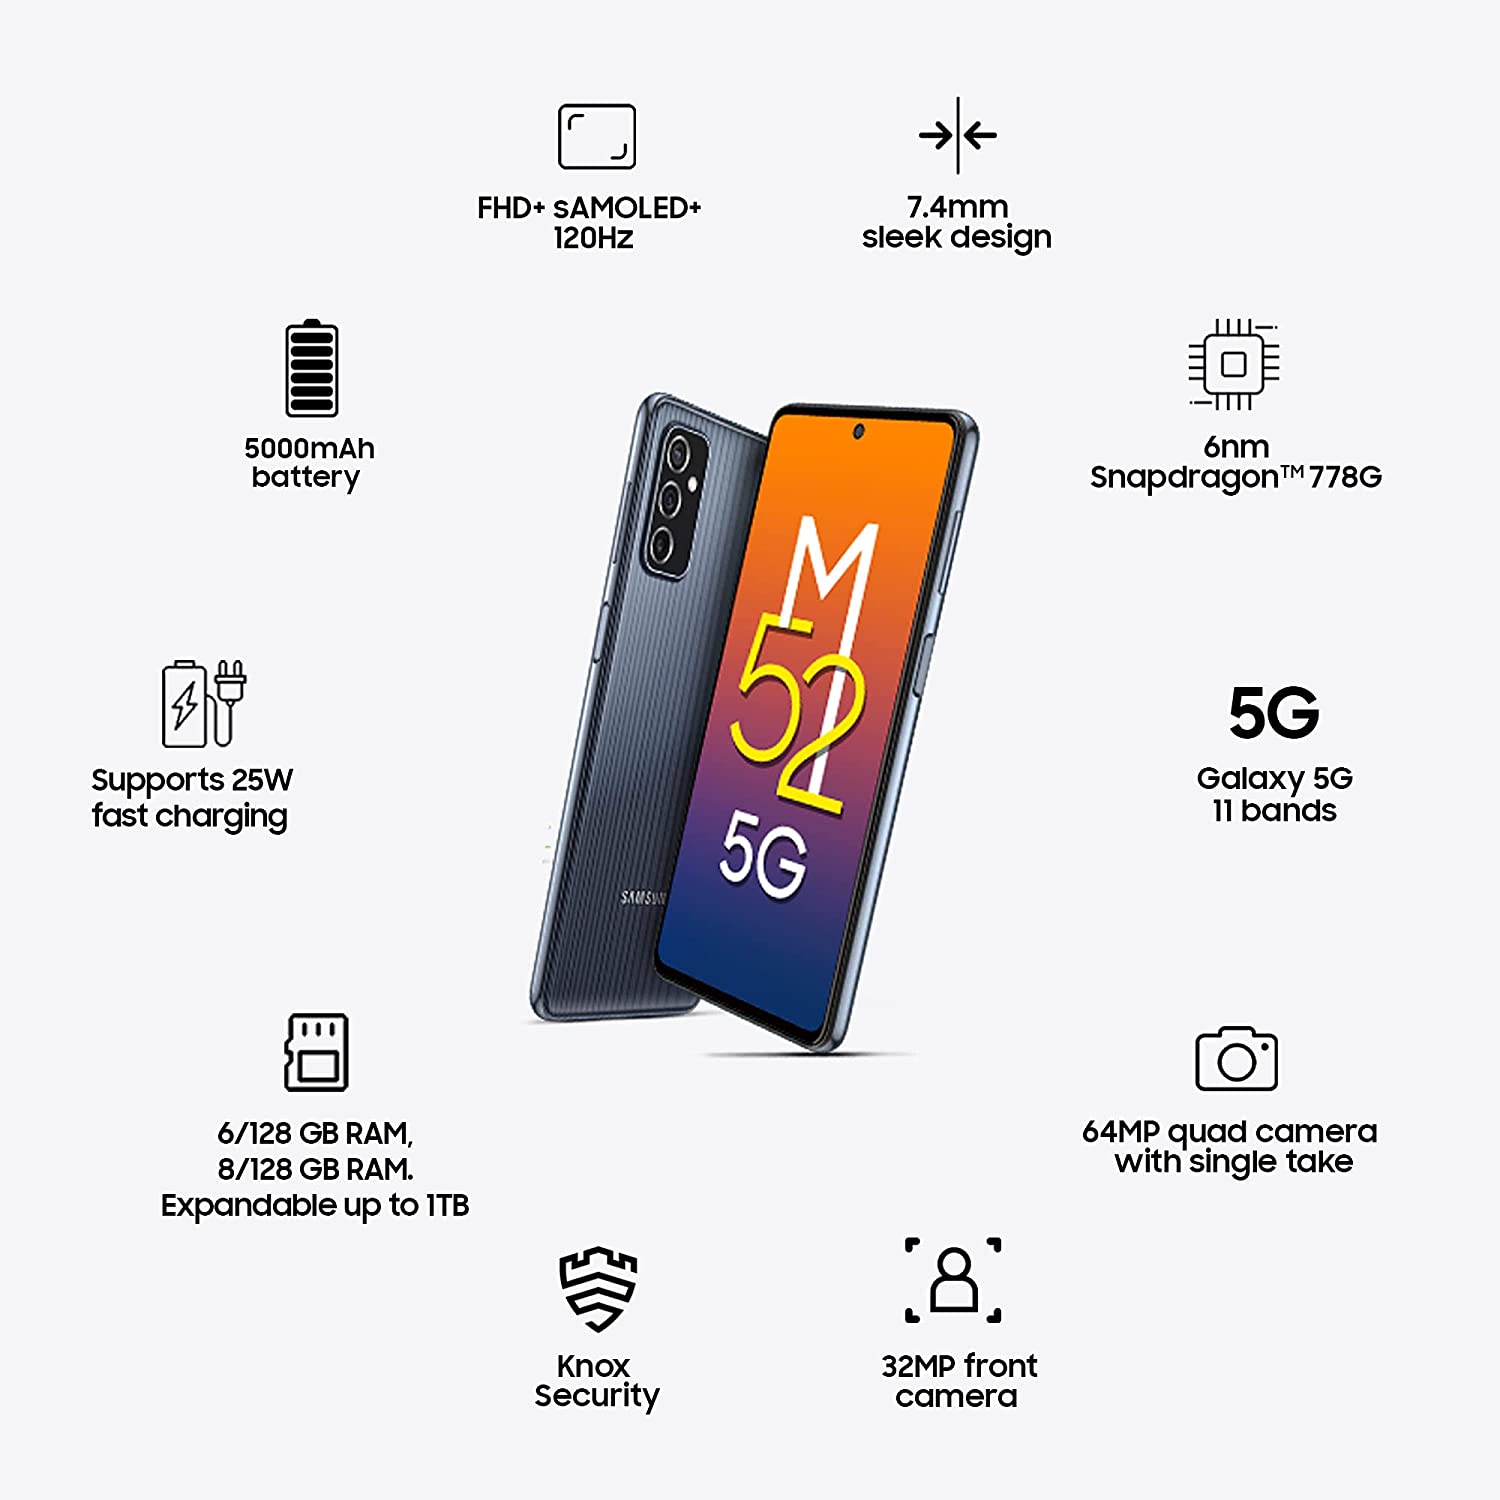 FHD+ sAMOLED+
120Hz
7.4mm
sleek design
5000mAh
battery
6nm
Snapdragon™ 778G
M
52
5G
Supports 25W
fast charging
5G
Galaxy 5G
11 bands
SAMSUN
6/128 GB RAM,
8/128 GB RAM.
Expandable up to 1TB
64MP quad camera
with single take
Knox
Security
32MP front
camera